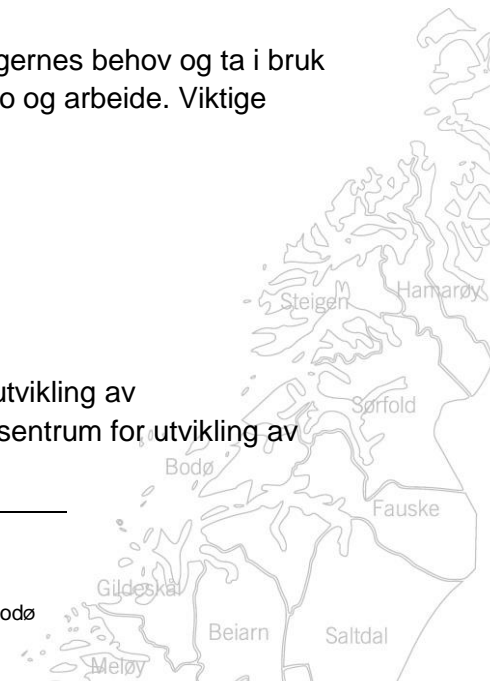 gernes behov og ta i bruk
o og arbeide. Viktige
Hamarøy
Steigen
utvikling av
Sørfold
sentrum for utvikling av
Bodø
Fauske
Gildeskål
odø
Beiarn
Saltdal
Meløy